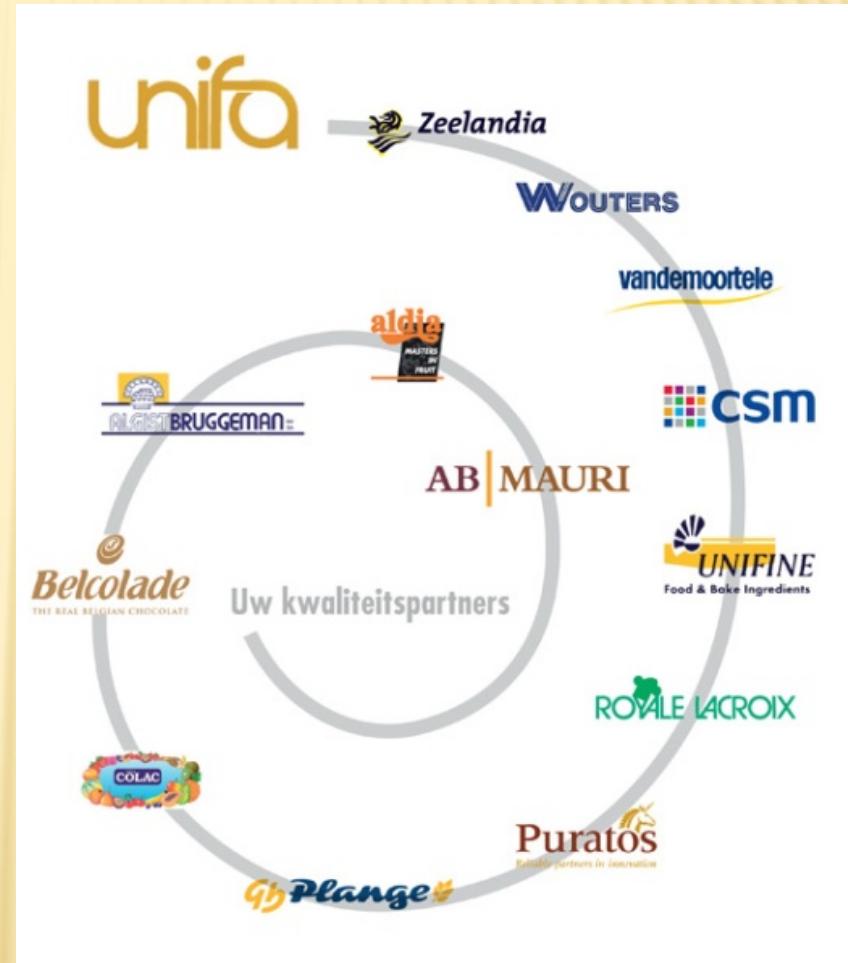 unifa
Zeelandia
WOUTERS
vandemoortele
csm
UNIFINE
Food & Bake Ingredients
ROYALE LACROIX
Puratos
Reliable partners in innovation
Gb Plange
COLAC
Belcolade
THE REAL BELGIAN CHOCOLATE
ALGIST BRUGGEMAN
aldia
MASTERS
IN
FRUIT
AB MAURI
Uw kwaliteitspartners